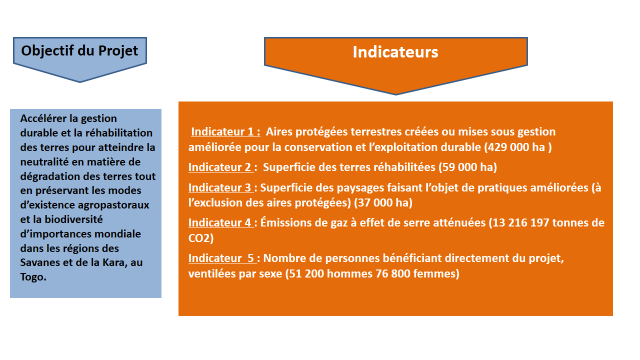 Objectif du Projet
Indicateurs
Accélérer la gestion
durable et la réhabilitation
des terres pour atteindre la
neutralité en matière de
dégradation des terres tout
en préservant les modes
d’existence agropastoraux
et la biodiversité
d’importances mondiale
dans les régions des
Savanes et de la Kara, au
Togo.
Indicateur 1 : Aires protégées terrestres créées ou mises sous gestion
améliorée pour la conservation et l’exploitation durable (429 000 ha )
Indicateur 2 : Superficie des terres réhabilitées (59 000 ha)
Indicateur 3 : Superficie des paysages faisant l’objet de pratiques améliorées (à
l’exclusion des aires protégées) (37 000 ha)
Indicateur 4 : Émissions de gaz à effet de serre atténuées (13 216 197 tonnes de
CO2)
Indicateur 5 : Nombre de personnes bénéficiant directement du projet,
ventilées par sexe (51 200 hommes 76 800 femmes)